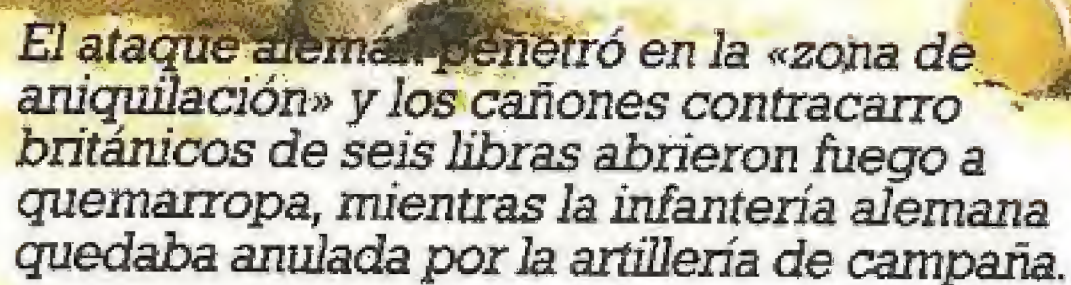 El ataque alemán penetró en la «zona de
aniquilación» y los cañones contracarro
británicos de seis libras abrieron fuego a
quemarropa, mientras la infantería alemana
quedaba anulada por la artillería de campaña.